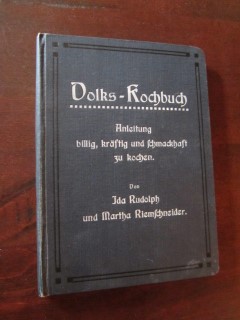 Volks-Kochbuch
Anleitung
billig, kräftig und schmackhaft
zu kochen.
Von
Ida Rudolph
und Martha Riemschneider.